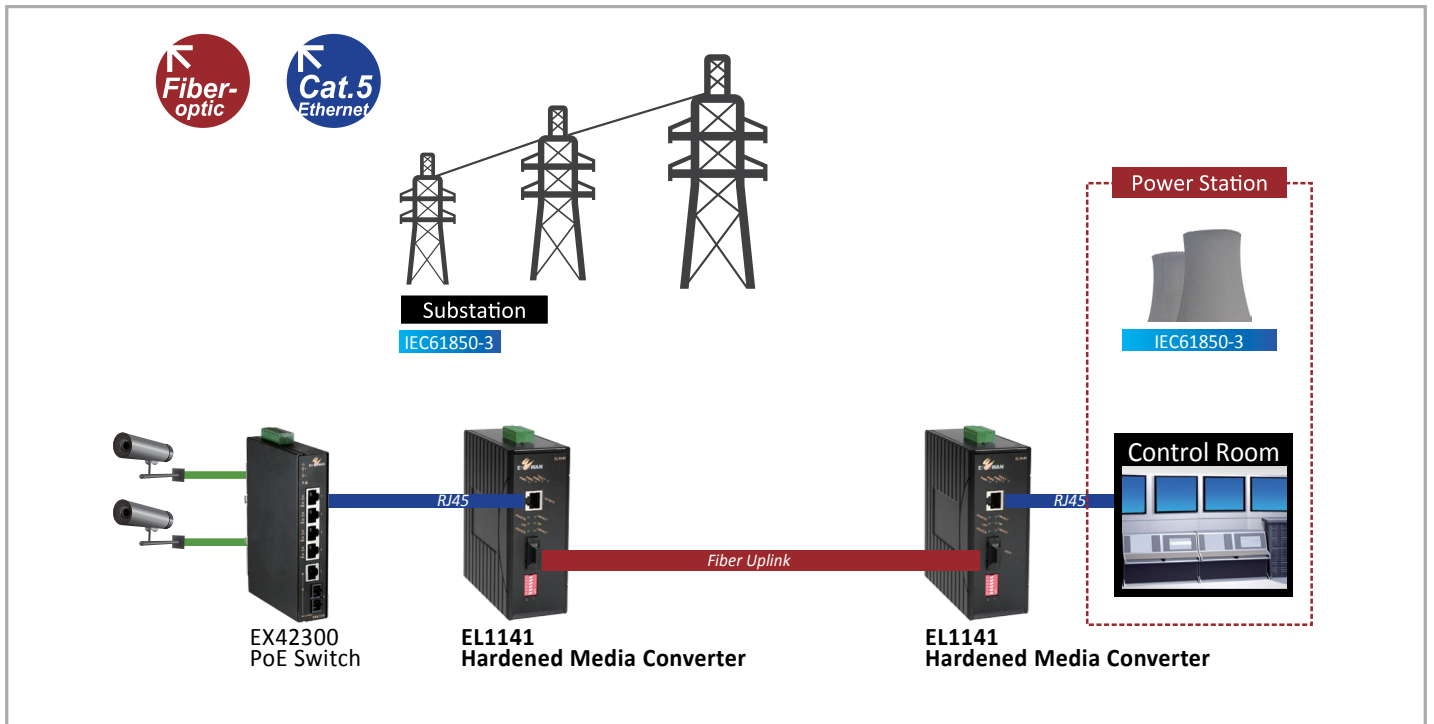 Fiber-
optic
Cat.5
Ethernet
Power Station
Substation
IEC61850-3
IEC61850-3
Control Room
RJ45
RJ45
Fiber Uplink
EX42300
PoE Switch
EL1141
Hardened Media Converter
EL1141
Hardened Media Converter